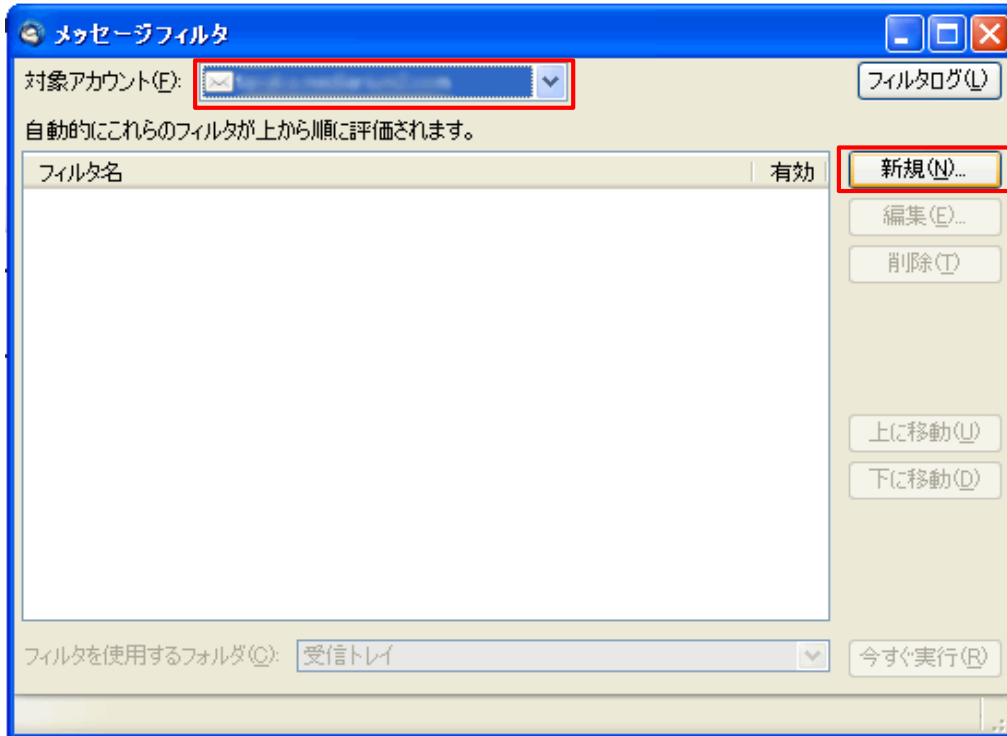 メッセージフィルタ
対象アカウント(F):
フィルタログ(L)
自動的にこれらのフィルタが上から順に評価されます。
フィルタ名 有効
新規(N)...
編集(E)...
削除(T)
上に移動(U)
下に移動(D)
フィルタを使用するフォルダ(C): 受信トレイ 今すぐ実行(R)